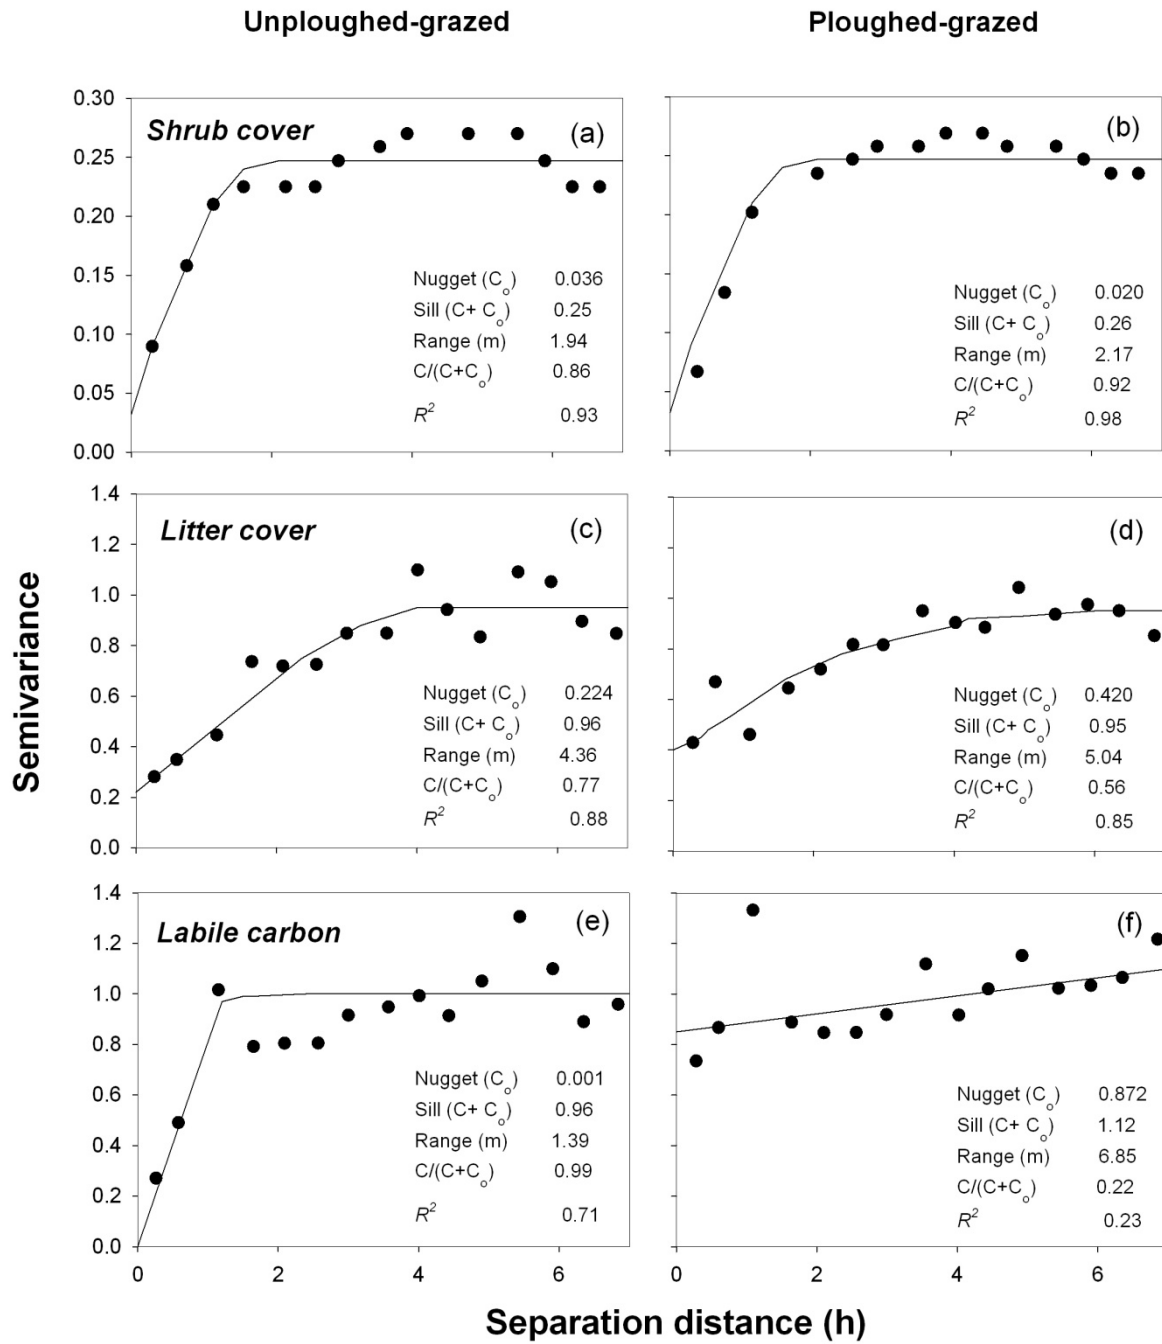 Unploughed-grazed Ploughed-grazed
0.30
0.25
0.20
0.15
0.10
0.05
0.00
Shrub cover (a)
Nugget (Co) 0.036
Sill (C+ Co) 0.25
Range (m) 1.94
C/(C+Co) 0.86
R2 0.93
(b)
Nugget (Co) 0.020
Sill (C+ Co) 0.26
Range (m) 2.17
C/(C+Co) 0.92
R2 0.98
Semivariance
1.4
1.2
1.0
0.8
0.6
0.4
0.2
0.0
Litter cover (c)
Nugget (Co) 0.224
Sill (C+ Co) 0.96
Range (m) 4.36
C/(C+Co) 0.77
R2 0.88
(d)
Nugget (Co) 0.420
Sill (C+ Co) 0.95
Range (m) 5.04
C/(C+Co) 0.56
R2 0.85
1.4
1.2
1.0
0.8
0.6
0.4
0.2
0.0
Labile carbon (e)
Nugget (Co) 0.001
Sill (C+ Co) 0.96
Range (m) 1.39
C/(C+Co) 0.99
R2 0.71
0 2 4 6
(f)
Nugget (Co) 0.872
Sill (C+ Co) 1.12
Range (m) 6.85
C/(C+Co) 0.22
R2 0.23
0 2 4 6
Separation distance (h)